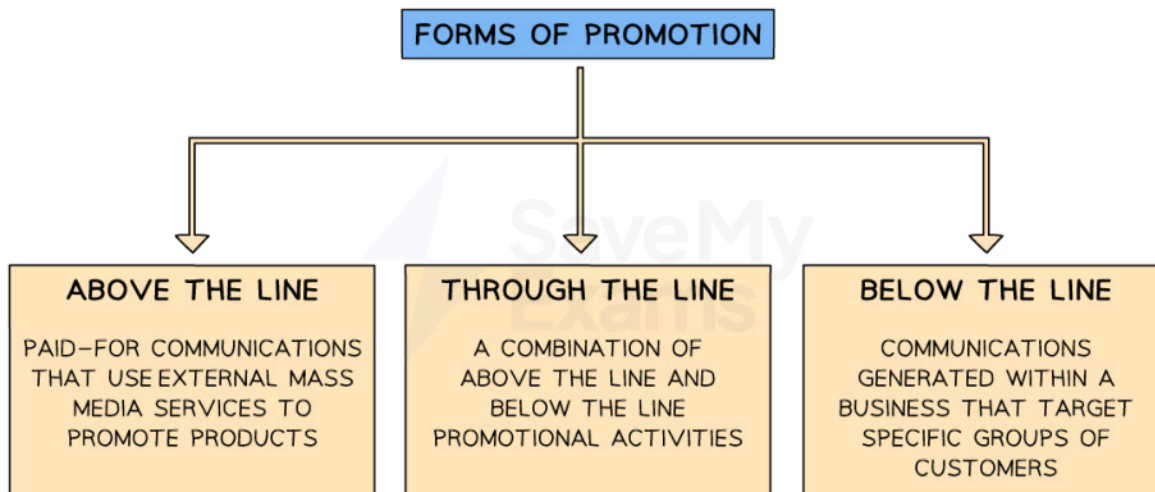 FORMS OF PROMOTION
SaveMy
Exams
ABOVE THE LINE
PAID-FOR COMMUNICATIONS
THAT USE EXTERNAL MASS
MEDIA SERVICES TO
PROMOTE PRODUCTS
THROUGH THE LINE
A COMBINATION OF
ABOVE THE LINE AND
BELOW THE LINE
PROMOTIONAL ACTIVITIES
BELOW THE LINE
COMMUNICATIONS
GENERATED WITHIN A
BUSINESS THAT TARGET
SPECIFIC GROUPS OF
CUSTOMERS